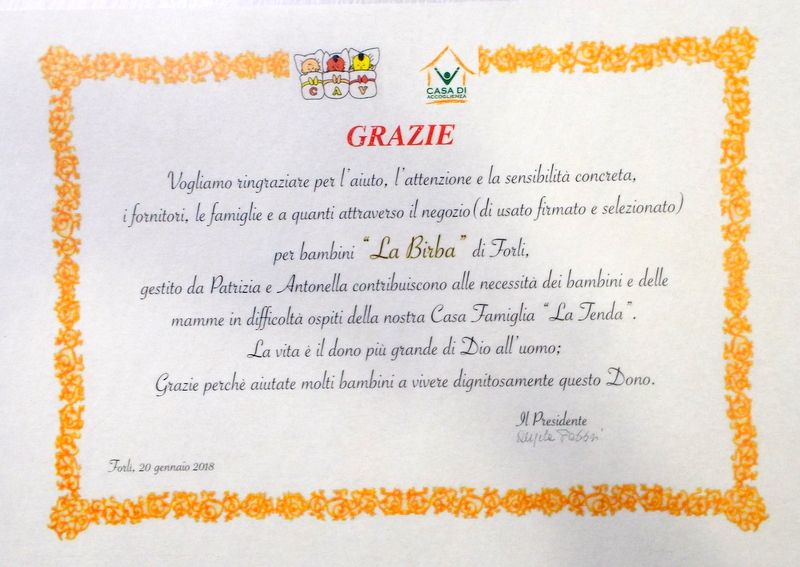 CAV
CASA DI
ACCOGLIENZA
GRAZIE
Vogliamo ringraziare per l'aiuto, l'attenzione e la sensibilità concreta,
i fornitori, le famiglie e a quanti attraverso il negozio (di usato firmato e selezionato)
per bambini "La Birba" di Forlì,
gestito da Patrizia e Antonella contribuiscono alle necessità dei bambini e delle
mamme in difficoltà ospiti della nostra Casa Famiglia "La Tenda".
La vita è il dono più grande di Dio all'uomo;
Grazie perchè aiutate molti bambini a vivere dignitosamente questo Dono.
Il Presidente
Forlì, 20 gennaio 2018